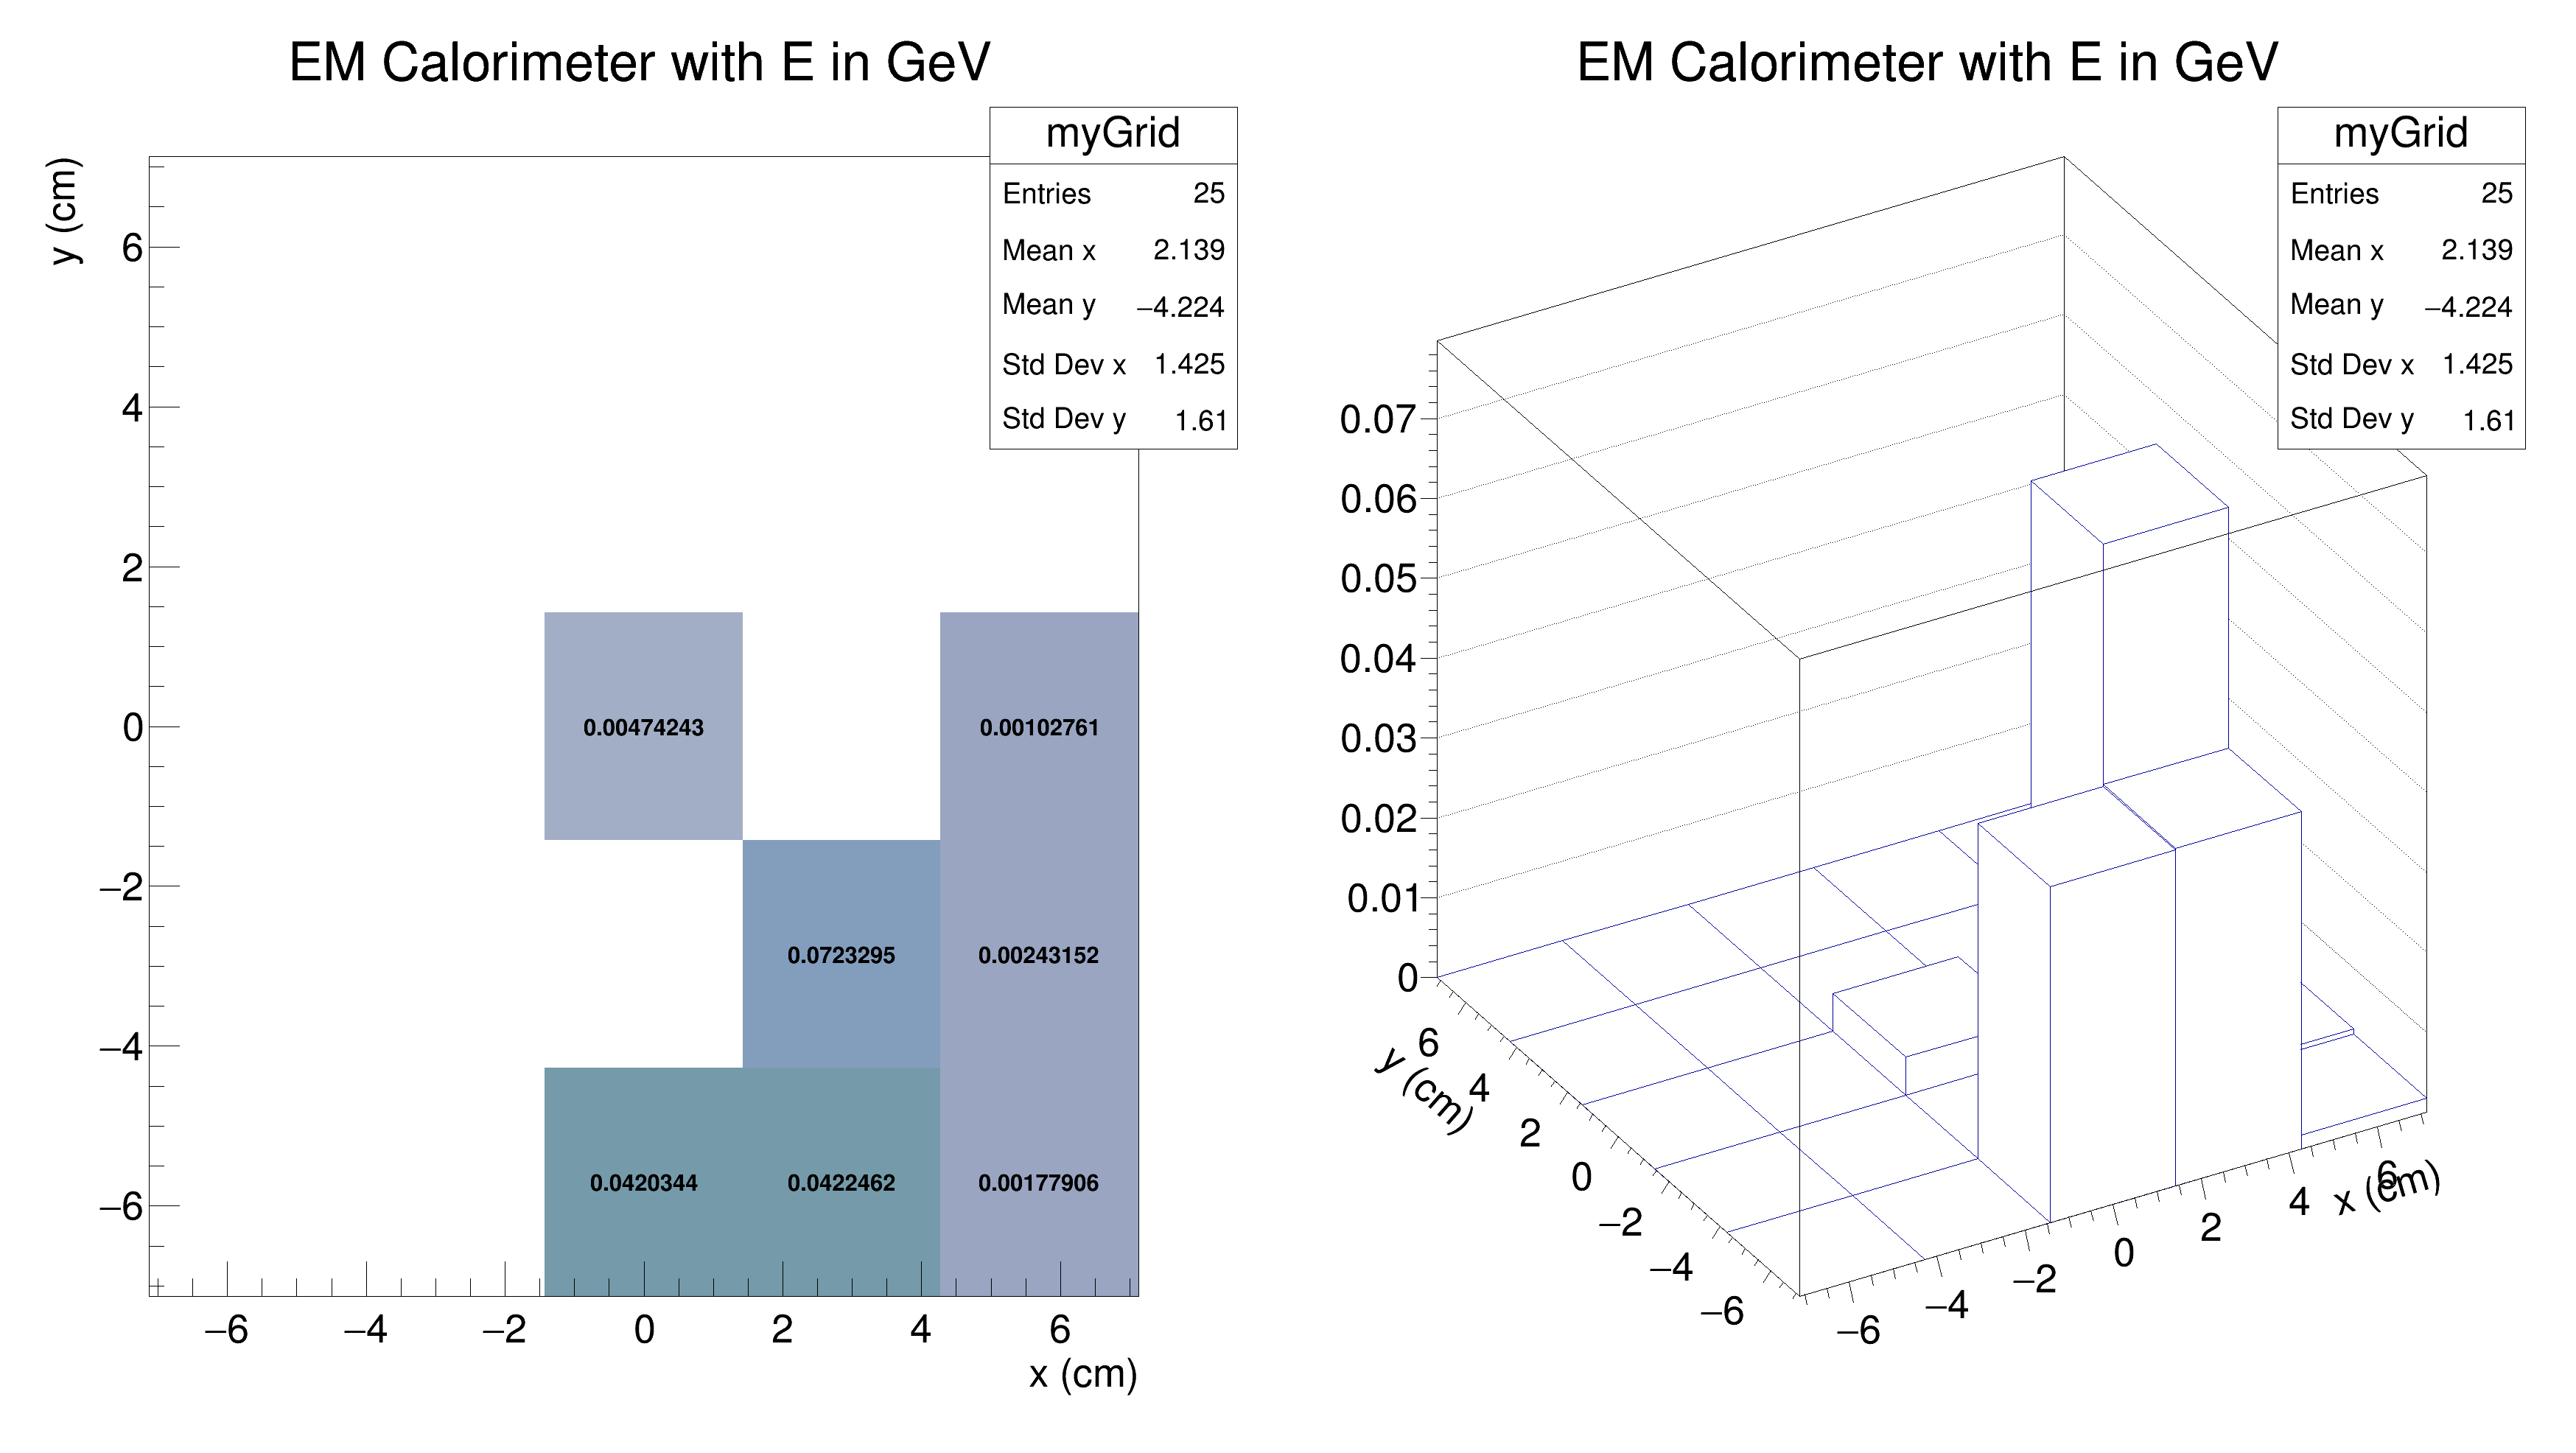 EM Calorimeter with E in GeV
myGrid
Entries 25
Mean x 2.139
Mean y −4.224
Std Dev x 1.425
Std Dev y 1.61
y (cm)
6
4
2
0
−2
−4
−6
0.00474243
0.00102761
0.0723295
0.00243152
0.0420344
0.0422462
0.00177906
−6 −4 −2 0 2 4 6
x (cm)
EM Calorimeter with E in GeV
myGrid
Entries 25
Mean x 2.139
Mean y −4.224
Std Dev x 1.425
Std Dev y 1.61
0.07
0.06
0.05
0.04
0.03
0.02
0.01
0
6
4
2
0
−2
−4
−6
y (cm)
−6
−4
−2
0
2
4
6
x (cm)